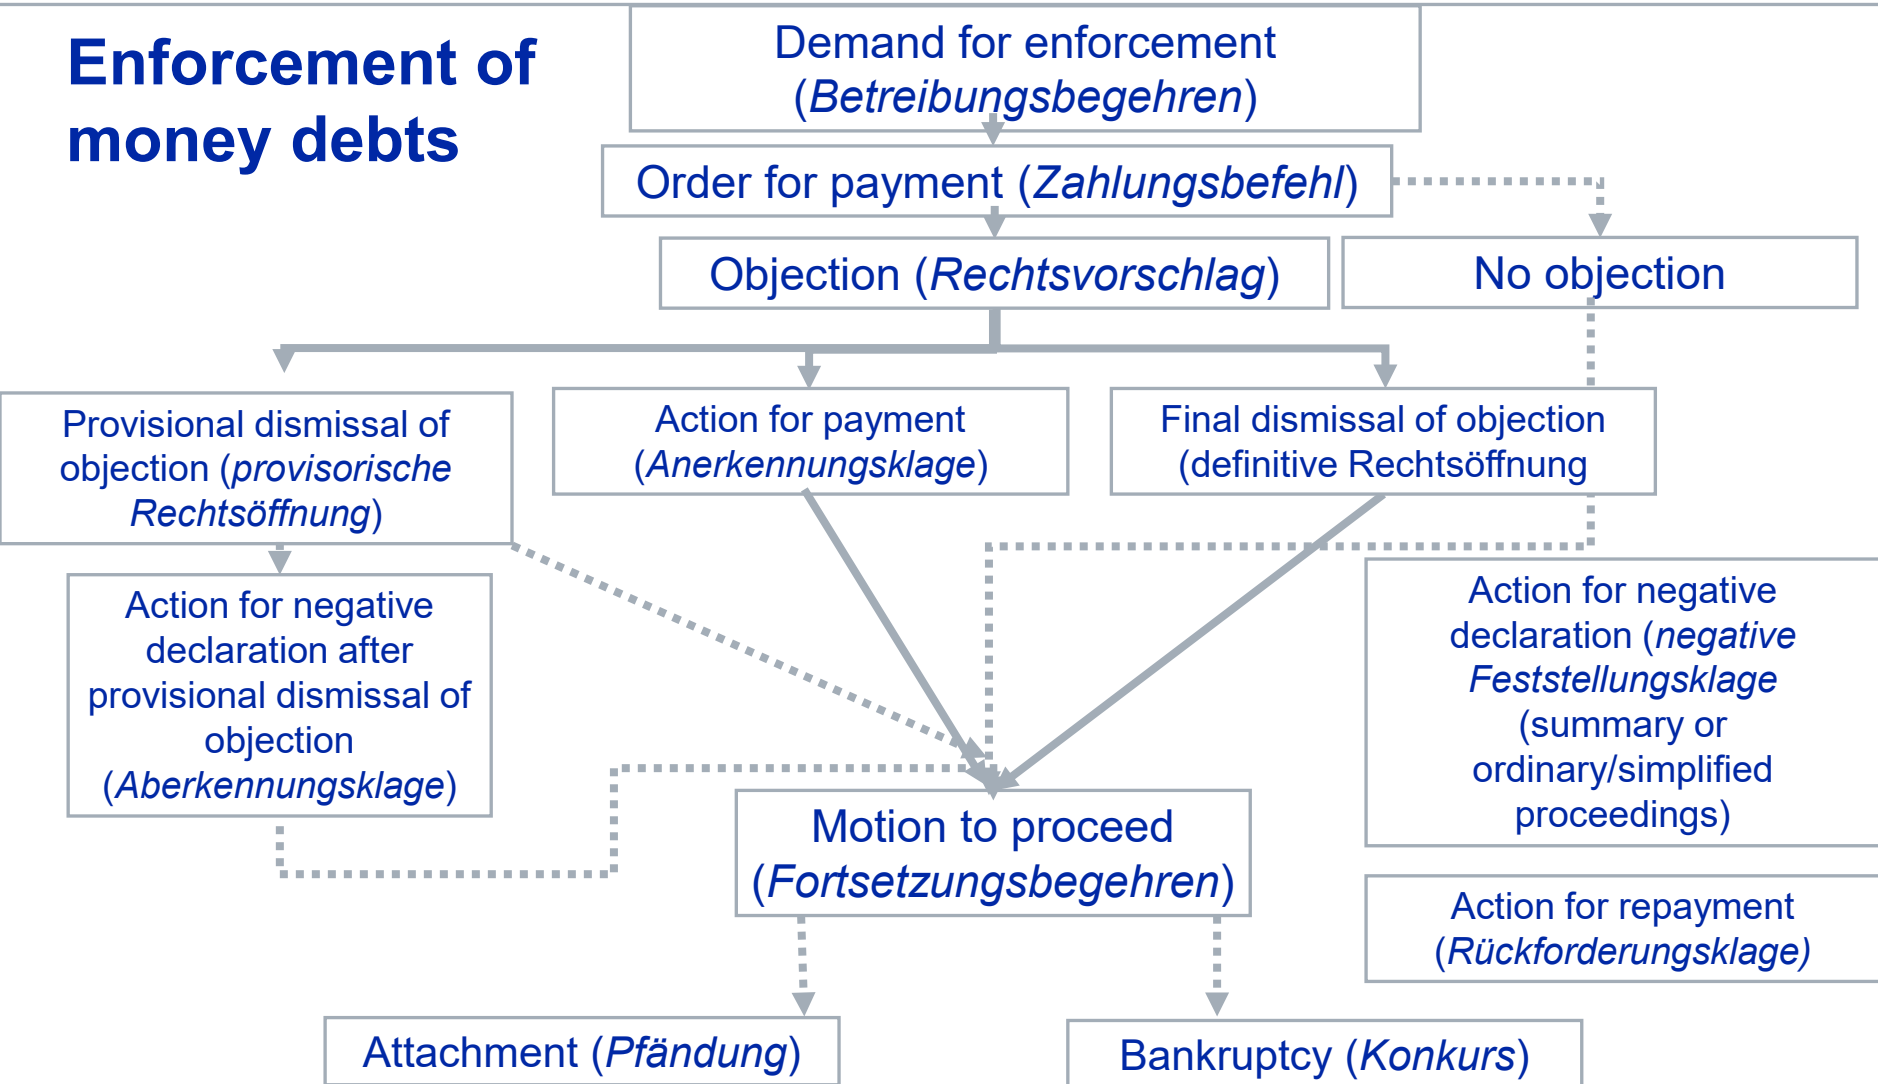 Enforcement of
money debts
Demand for enforcement
(Betreibungsbegehren)
Order for payment (Zahlungsbefehl)
Objection (Rechtsvorschlag)
No objection
Provisional dismissal of
objection (provisorische
Rechtsöffnung)
Action for payment
(Anerkennungsklage)
Final dismissal of objection
(definitive Rechtsöffnung
Action for negative
declaration after
provisional dismissal of
objection
(Aberkennungsklage)
Action for negative
declaration (negative
Feststellungsklage
(summary or
ordinary/simplified
proceedings)
Motion to proceed
(Fortsetzungsbegehren)
Action for repayment
(Rückforderungsklage)
Attachment (Pfändung)
Bankruptcy (Konkurs)